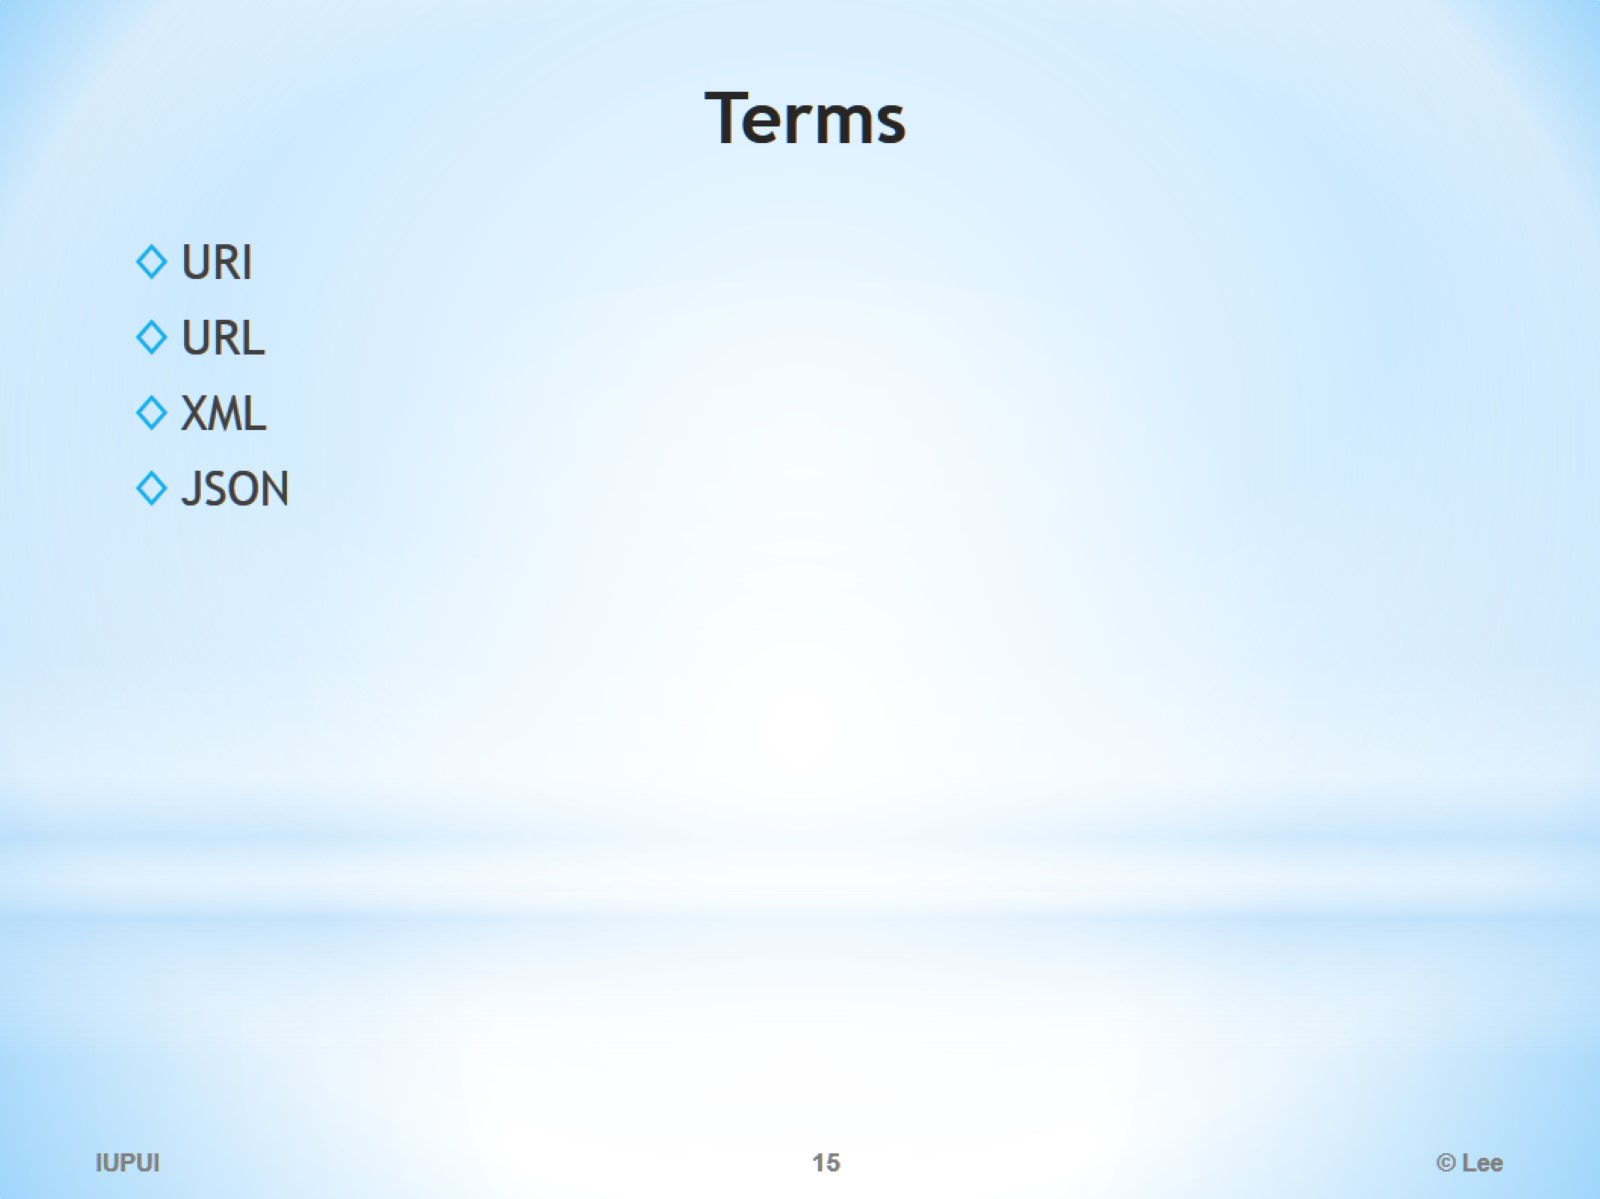 Terms
◇ URI
◇ URL
◇ XML
◇ JSON
IUPUI 15 © Lee